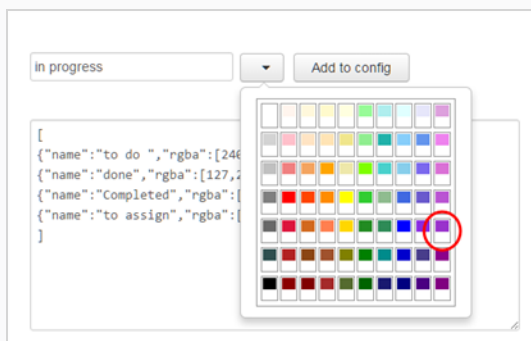 in progress
Add to config
[
{"name":"to do ","rgba":[246
{"name":"done","rgba":[127,2
{"name":"Completed","rgba":[
{"name":"to assign","rgba":[
]